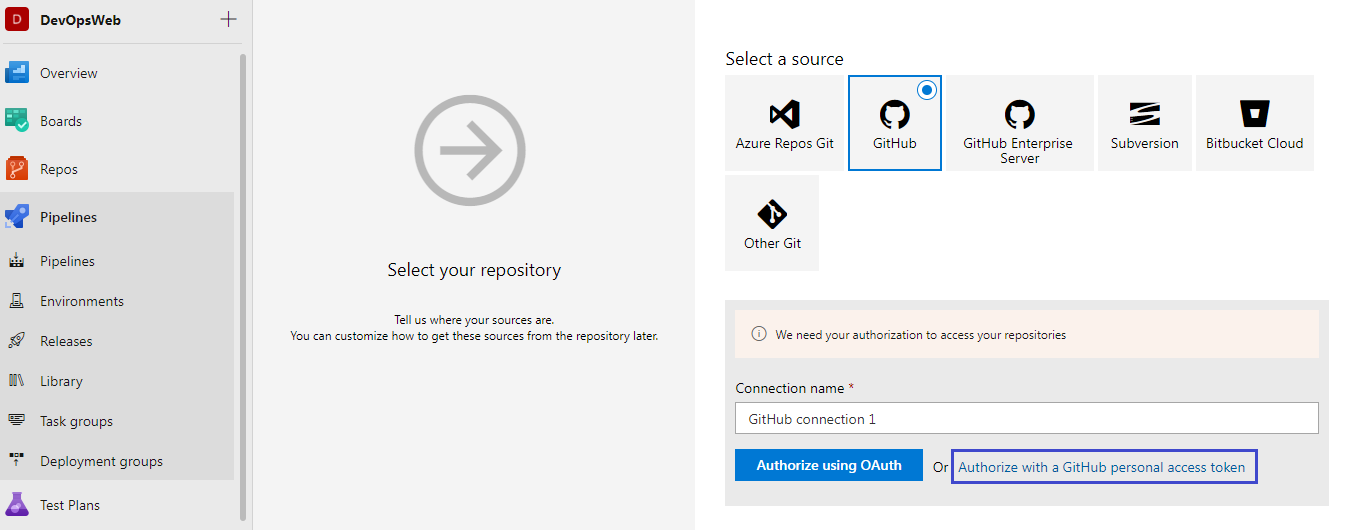 D DevOpsWeb +
Overview
Boards
Repos
Pipelines
Pipelines
Environments
Releases
Library
Task groups
Deployment groups
Test Plans
Select your repository
Tell us where your sources are.
You can customize how to get these sources from the repository later.
Select a source
Azure Repos Git
GitHub
GitHub Enterprise
Server
Subversion
Bitbucket Cloud
Other Git
We need your authorization to access your repositories
Connection name *
GitHub connection 1
Authorize using OAuth Or Authorize with a GitHub personal access token